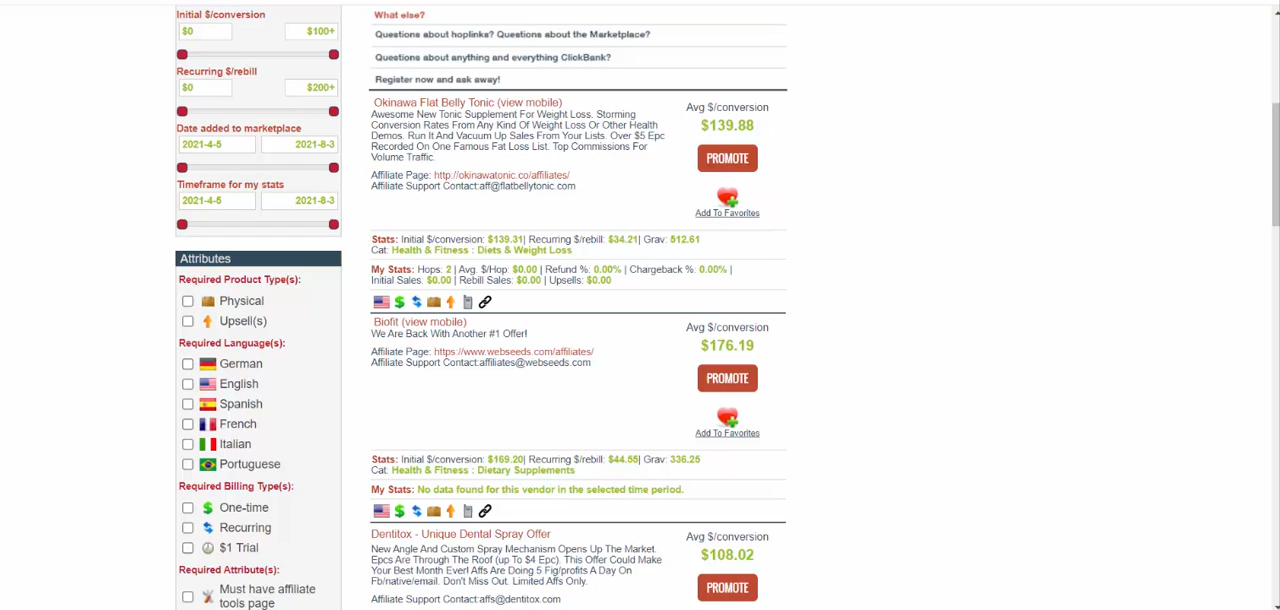 Initial $/conversion
$0 $100+
Recurring $/rebill
$0 $200+
Date added to marketplace
2021-4-5 2021-8-3
Timeframe for my stats
2021-4-5 2021-8-3
Attributes
Required Product Type(s):
Physical
Upsell(s)
Required Language(s):
German
English
Spanish
French
Italian
Portuguese
Required Billing Type(s):
One-time
Recurring
$1 Trial
Required Attribute(s):
Must have affiliate
tools page
What else?
Questions about hoplinks? Questions about the Marketplace?
Questions about anything and everything ClickBank?
Register now and ask away!
Okinawa Flat Belly Tonic (view mobile)
Awesome New Tonic Supplement For Weight Loss. Storming
Conversion Rates From Any Kind Of Weight Loss Or Other Health
Demos. Run It And Vacuum Up Sales From Your Lists. Over $5 Epc
Recorded On One Famous Fat Loss List. Top Commissions For
Volume Traffic.
Affiliate Page: http://okinawatonic.co/affiliates/
Affiliate Support Contact:aff@flatbellytonic.com
Avg $/conversion
$139.88
PROMOTE
Add To Favorites
Stats: Initial $/conversion: $139.31| Recurring $/rebill: $34.21| Grav: 512.61
Cat: Health & Fitness : Diets & Weight Loss
My Stats: Hops: 2 | Avg. $/Hop: $0.00 | Refund %: 0.00% | Chargeback %: 0.00% |
Initial Sales: $0.00 | Rebill Sales: $0.00 | Upsells: $0.00
Biofit (view mobile)
We Are Back With Another #1 Offer!
Affiliate Page: https://www.webseeds.com/affiliates/
Affiliate Support Contact:affiliates@webseeds.com
Avg $/conversion
$176.19
PROMOTE
Add To Favorites
Stats: Initial $/conversion: $169.20| Recurring $/rebill: $44.55| Grav: 336.25
Cat: Health & Fitness : Dietary Supplements
My Stats: No data found for this vendor in the selected time period.
Dentitox - Unique Dental Spray Offer
New Angle And Custom Spray Mechanism Opens Up The Market.
Epcs Are Through The Roof (up To $4 Epc). This Offer Could Make
Your Best Month Ever! Affs Are Doing 5 Fig/profits A Day On
Fb/native/email. Don't Miss Out. Limited Affs Only.
Affiliate Support Contact:affs@dentitox.com
Avg $/conversion
$108.02
PROMOTE